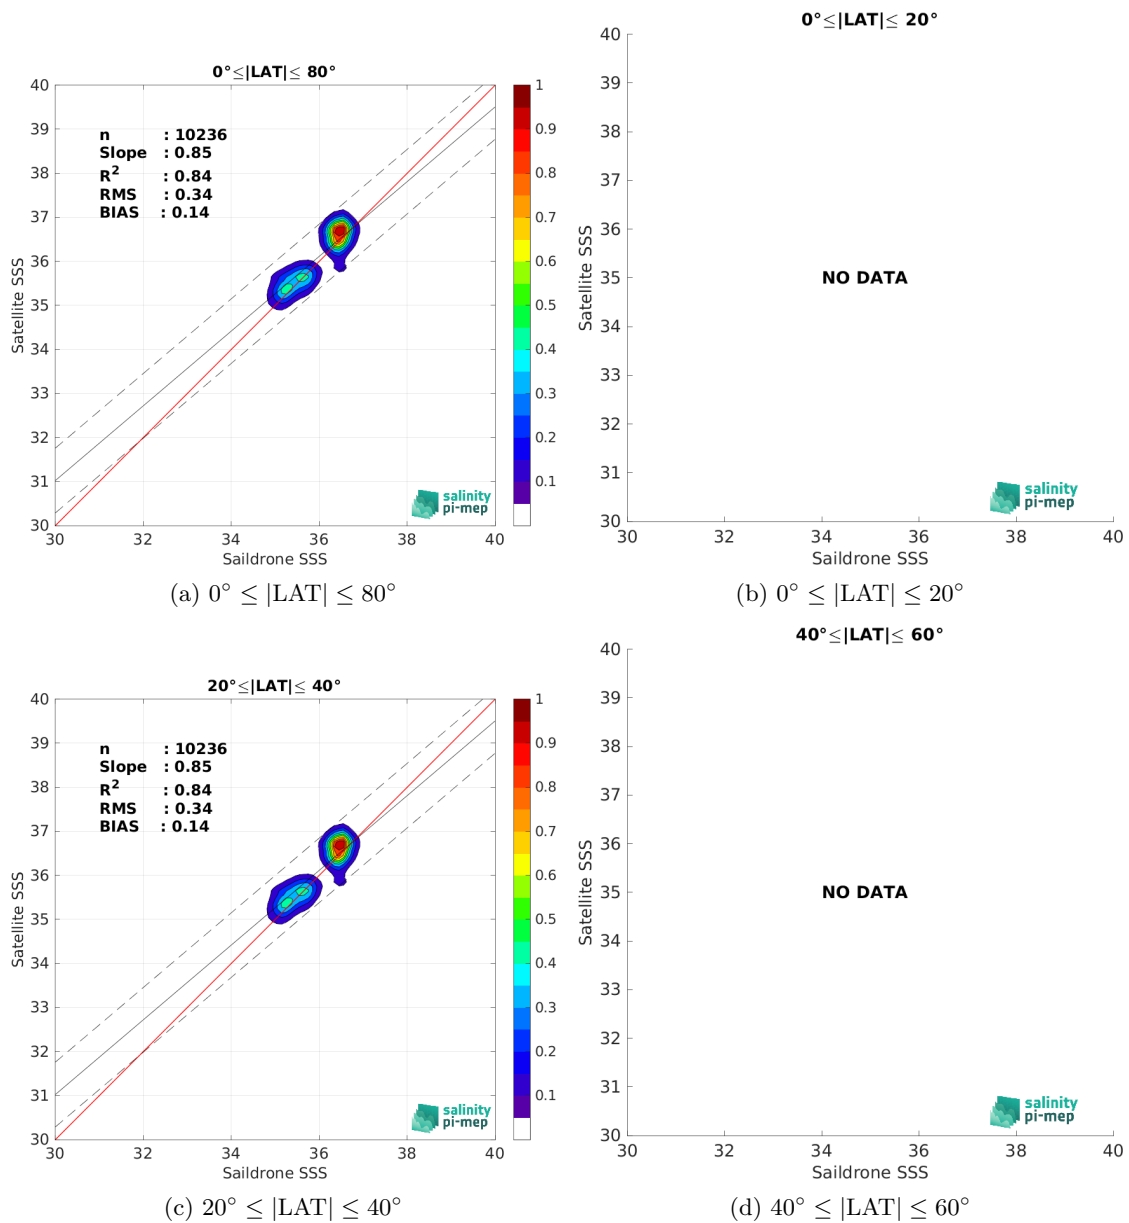 0°≤|LAT|≤ 80°
40
39
38
37
36
35
34
33
32
31
30
Satellite SSS
n : 10236
Slope : 0.85
R² : 0.84
RMS : 0.34
BIAS : 0.14
salinity
pi-mep
30 32 34 36 38 40
Saildrone SSS
1
0.9
0.8
0.7
0.6
0.5
0.4
0.3
0.2
0.1
(a) 0° ≤ |LAT| ≤ 80°
0°≤|LAT|≤ 20°
40
39
38
37
36
35
34
33
32
31
30
Satellite SSS
NO DATA
salinity
pi-mep
30 32 34 36 38 40
Saildrone SSS
(b) 0° ≤ |LAT| ≤ 20°
20°≤|LAT|≤ 40°
40
39
38
37
36
35
34
33
32
31
30
Satellite SSS
n : 10236
Slope : 0.85
R² : 0.84
RMS : 0.34
BIAS : 0.14
salinity
pi-mep
30 32 34 36 38 40
Saildrone SSS
1
0.9
0.8
0.7
0.6
0.5
0.4
0.3
0.2
0.1
(c) 20° ≤ |LAT| ≤ 40°
40°≤|LAT|≤ 60°
40
39
38
37
36
35
34
33
32
31
30
Satellite SSS
NO DATA
salinity
pi-mep
30 32 34 36 38 40
Saildrone SSS
(d) 40° ≤ |LAT| ≤ 60°